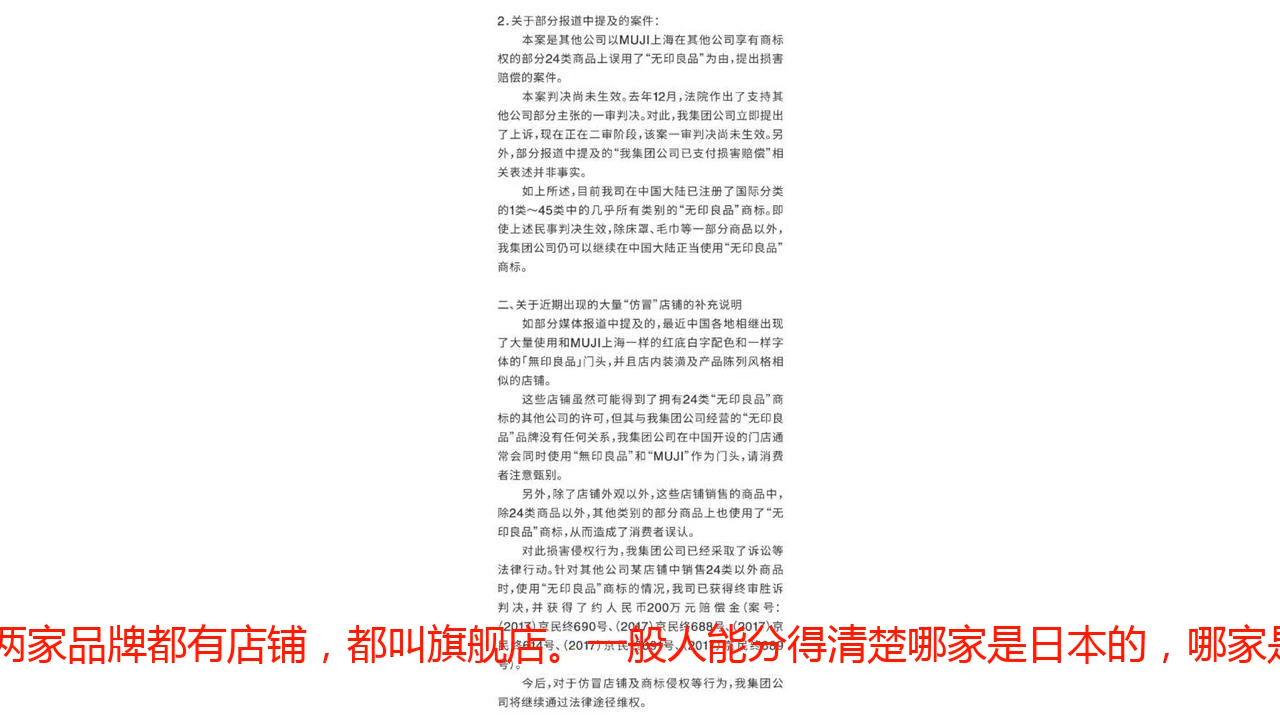 2.关于部分报道中提及的案件：
本案是其他公司以MUJI上海在其他公司享有商标
权的部分24类商品上误用了“无印良品”为由，提出损害
赔偿的案件。
本案判决尚未生效。去年12月，法院作出了支持其
他公司部分主张的一审判决。对此，我集团公司立即提出
了上诉，现在正在二审阶段，该案一审判决尚未生效。另
外，部分报道中提及的“我集团公司已支付损害赔偿”相
关表述并非事实。
如上所述，目前我司在中国大陆已注册了国际分类
的1类～45类中的几乎所有类别的“无印良品”商标。即
使上述民事判决生效，除床罩、毛巾等一部分商品以外，
我集团公司仍可以继续在中国大陆正当使用“无印良品”
商标。
二、关于近期出现的大量“仿冒”店铺的补充说明
如部分媒体报道中提及的，最近中国各地相继出现
了大量使用和MUJI上海一样的红底白字配色和一样字
体的「無印良品」门头，并且店内装潢及产品陈列风格相
似的店铺。
这些店铺虽然可能得到了拥有24类“无印良品”商
标的其他公司的许可，但其与我集团公司经营的“无印良
品”品牌没有任何关系，我集团公司在中国开设的门店通
常会同时使用“無印良品”和“MUJI”作为门头，请消费
者注意甄别。
另外，除了店铺外观以外，这些店铺销售的商品中，
除24类商品以外，其他类别的部分商品上也使用了“无
印良品”商标，从而造成了消费者误认。
对此损害侵权行为，我集团公司已经采取了诉讼等
法律行动。针对其他公司某店铺中销售24类以外商品
时，使用“无印良品”商标的情况，我司已获得终审胜诉
判决，并获得了约人民币200万元赔偿金（案号：
（2017）京民终690号、（2017）京民终688号、（2017）京
两家品牌都有店铺，都叫旗舰店。一般人能分得清楚哪家是日本的，哪家是
号）。
今后，对于仿冒店铺及商标侵权等行为，我集团公
司将继续通过法律途径维权。